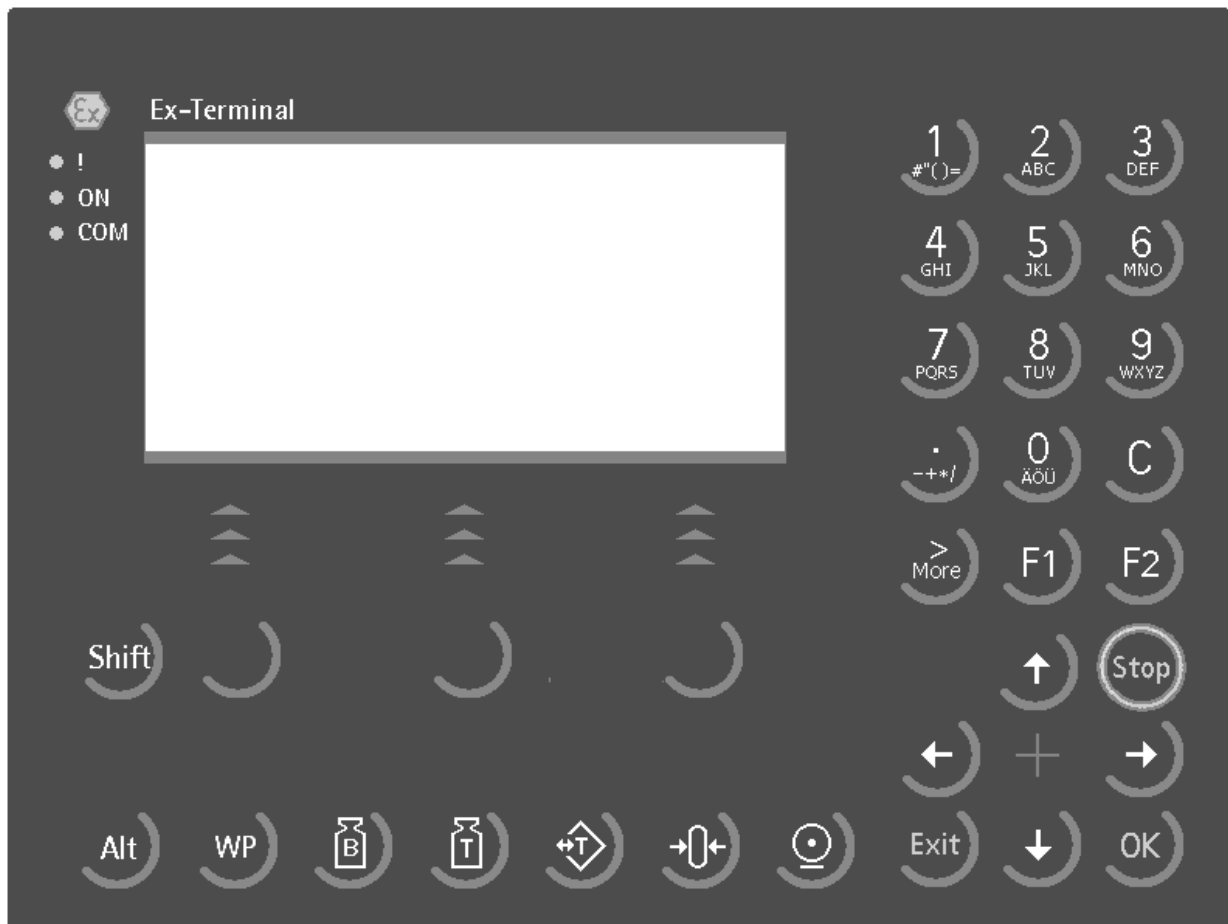 Ex Ex-Terminal
!
ON
COM
1 2 3
#"()= ABC DEF
4 5 6
GHI JKL MNO
7 8 9
PQRS TUV WXYZ
. 0 C
-+*/ ÄÖÜ
> F1 F2
More
Shift Stop
Alt WP B T T Exit OK